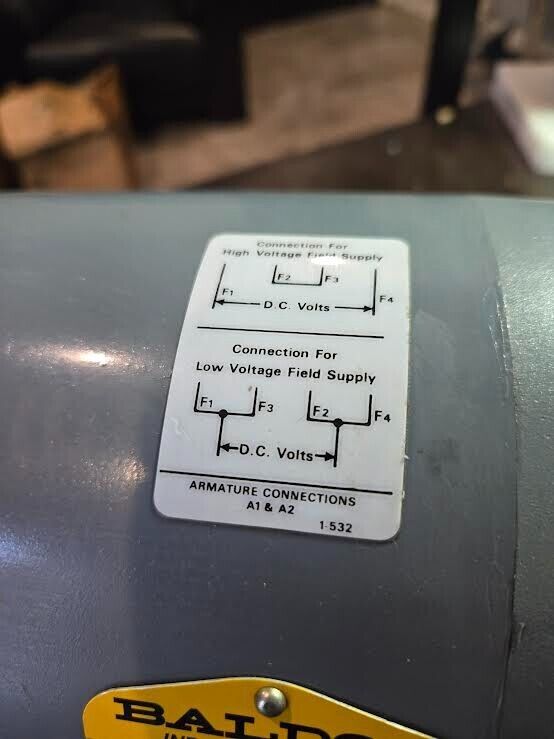 Connection For
High Voltage Field Supply
F2 F3
F1 F4
D.C. Volts
Connection For
Low Voltage Field Supply
F1 F3 F2 F4
D.C. Volts
ARMATURE CONNECTIONS
A1 & A2
1-532